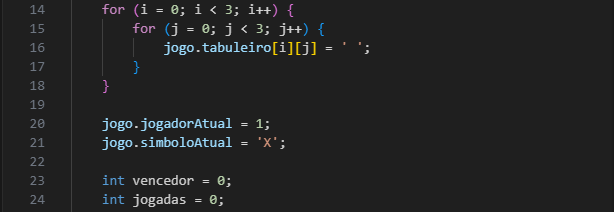 14 for (i = 0; i < 3; i++) {
15 for (j = 0; j < 3; j++) {
16 jogo.tabuleiro[i][j] = ' ';
17 }
18 }
19
20 jogo.jogadorAtual = 1;
21 jogo.simboloAtual = 'X';
22
23 int vencedor = 0;
24 int jogadas = 0;